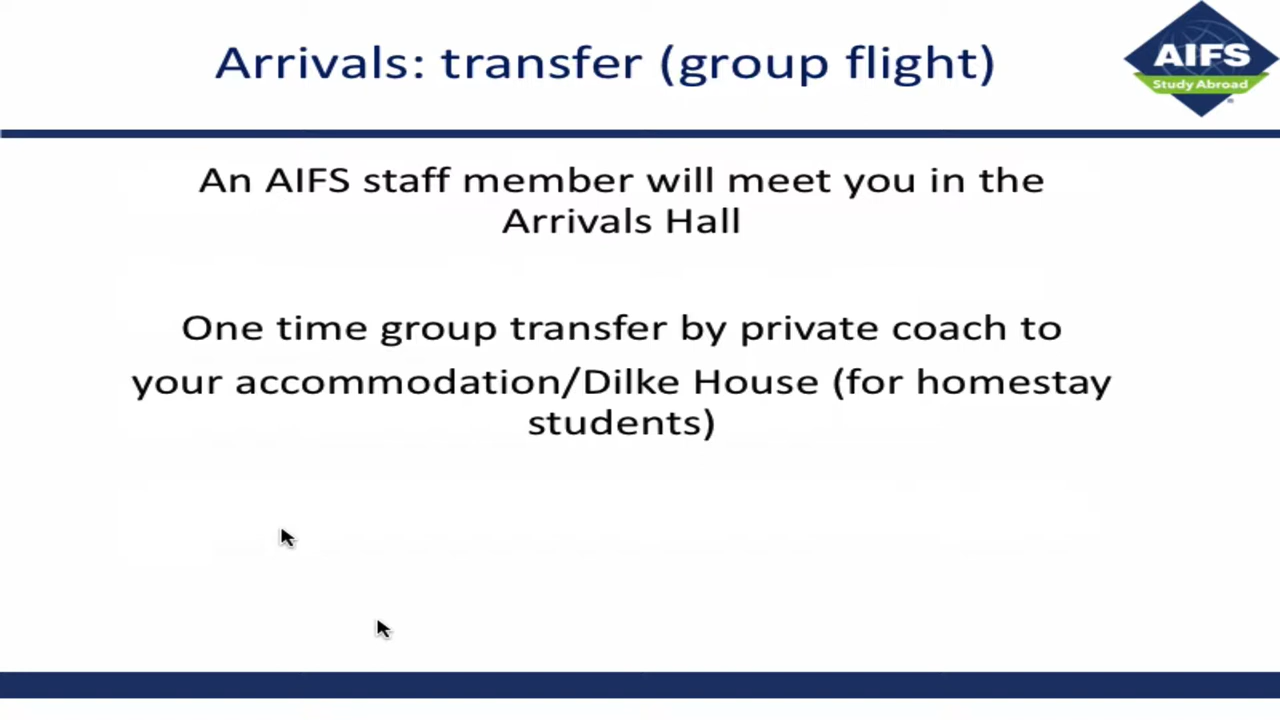 Arrivals: transfer (group flight)
AIFS
Study Abroad
An AIFS staff member will meet you in the
Arrivals Hall
One time group transfer by private coach to
your accommodation/Dilke House (for homestay
students)